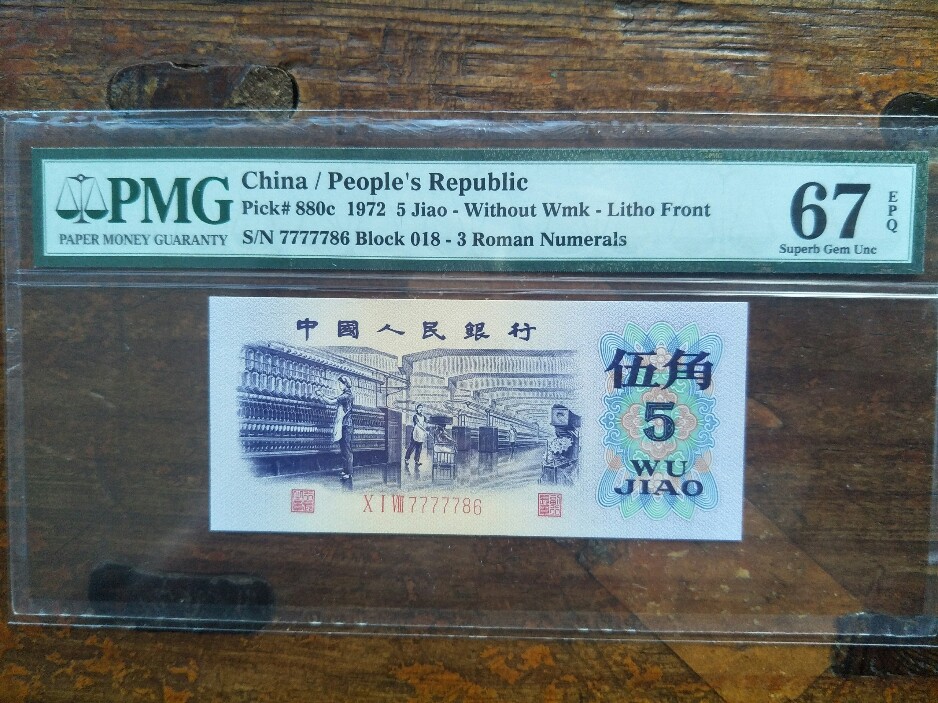 PMG
PAPER MONEY GUARANTY
China / People's Republic
Pick# 880c 1972 5 Jiao - Without Wmk - Litho Front
S/N 7777786 Block 018 - 3 Roman Numerals
67
EPQ
Superb Gem Unc
中國人民銀行
伍角
5
WU
JIAO
X I VIII 7777786